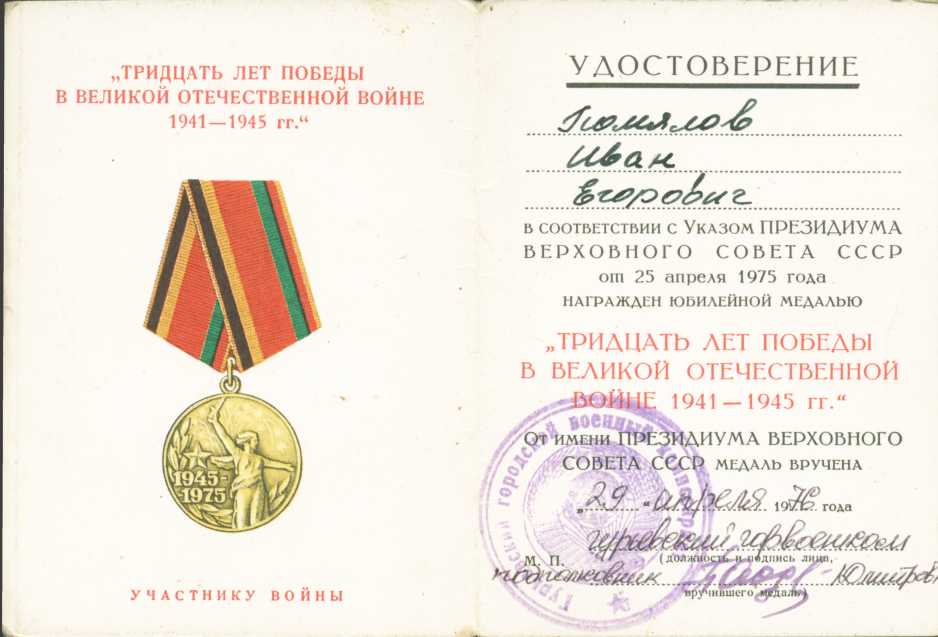 „ТРИДЦАТЬ ЛЕТ ПОБЕДЫ
В ВЕЛИКОЙ ОТЕЧЕСТВЕННОЙ ВОЙНЕ
1941—1945 гг.“
1945-
1975
УЧАСТНИКУ ВОЙНЫ
УДОСТОВЕРЕНИЕ
Иван
Егорович
в соответствии с Указом ПРЕЗИДИУМА
ВЕРХОВНОГО СОВЕТА СССР
от 25 апреля 1975 года
НАГРАЖДЕН ЮБИЛЕЙНОЙ МЕДАЛЬЮ
„ТРИДЦАТЬ ЛЕТ ПОБЕДЫ
В ВЕЛИКОЙ ОТЕЧЕСТВЕННОЙ
ВОЙНЕ 1941—1945 гг.“
От имени ПРЕЗИДИУМА ВЕРХОВНОГО
СОВЕТА СССР МЕДАЛЬ ВРУЧЕНА
„29“ апреля 1976 года
гурьевский горвоенком
М. П. (должность и подпись лица,
подполковник
вручившего медаль)
городской военный